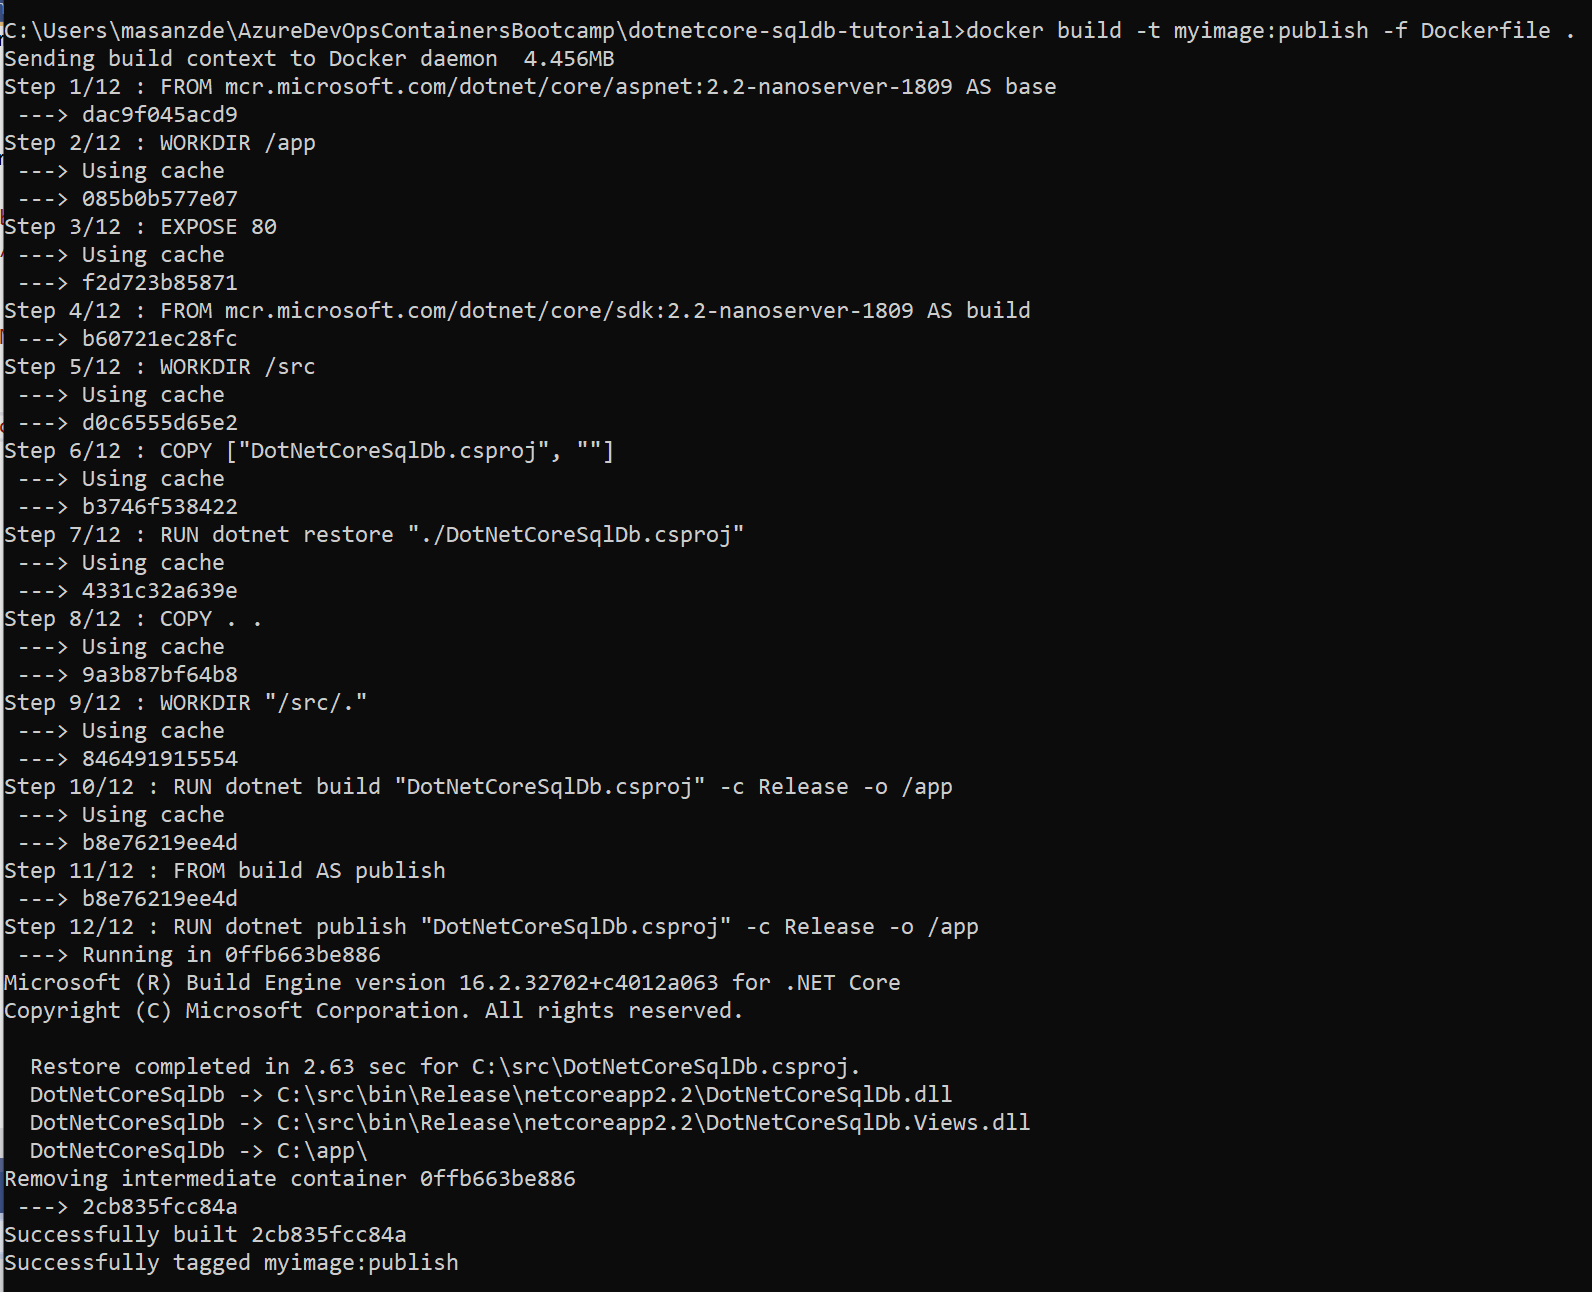 C:\Users\masanzde\AzureDevOpsContainersBootcamp\dotnetcore-sqldb-tutorial>docker build -t myimage:publish -f Dockerfile .
Sending build context to Docker daemon  4.456MB
Step 1/12 : FROM mcr.microsoft.com/dotnet/core/aspnet:2.2-nanoserver-1809 AS base
 ---> dac9f045acd9
Step 2/12 : WORKDIR /app
 ---> Using cache
 ---> 085b0b577e07
Step 3/12 : EXPOSE 80
 ---> Using cache
 ---> f2d723b85871
Step 4/12 : FROM mcr.microsoft.com/dotnet/core/sdk:2.2-nanoserver-1809 AS build
 ---> b60721ec28fc
Step 5/12 : WORKDIR /src
 ---> Using cache
 ---> d0c6555d65e2
Step 6/12 : COPY ["DotNetCoreSqlDb.csproj", ""]
 ---> Using cache
 ---> b3746f538422
Step 7/12 : RUN dotnet restore "./DotNetCoreSqlDb.csproj"
 ---> Using cache
 ---> 4331c32a639e
Step 8/12 : COPY . .
 ---> Using cache
 ---> 9a3b87bf64b8
Step 9/12 : WORKDIR "/src/."
 ---> Using cache
 ---> 846491915554
Step 10/12 : RUN dotnet build "DotNetCoreSqlDb.csproj" -c Release -o /app
 ---> Using cache
 ---> b8e76219ee4d
Step 11/12 : FROM build AS publish
 ---> b8e76219ee4d
Step 12/12 : RUN dotnet publish "DotNetCoreSqlDb.csproj" -c Release -o /app
 ---> Running in 0ffb663be886
Microsoft (R) Build Engine version 16.2.32702+c4012a063 for .NET Core
Copyright (C) Microsoft Corporation. All rights reserved.

  Restore completed in 2.63 sec for C:\src\DotNetCoreSqlDb.csproj.
  DotNetCoreSqlDb -> C:\src\bin\Release\netcoreapp2.2\DotNetCoreSqlDb.dll
  DotNetCoreSqlDb -> C:\src\bin\Release\netcoreapp2.2\DotNetCoreSqlDb.Views.dll
  DotNetCoreSqlDb -> C:\app\
Removing intermediate container 0ffb663be886
 ---> 2cb835fcc84a
Successfully built 2cb835fcc84a
Successfully tagged myimage:publish